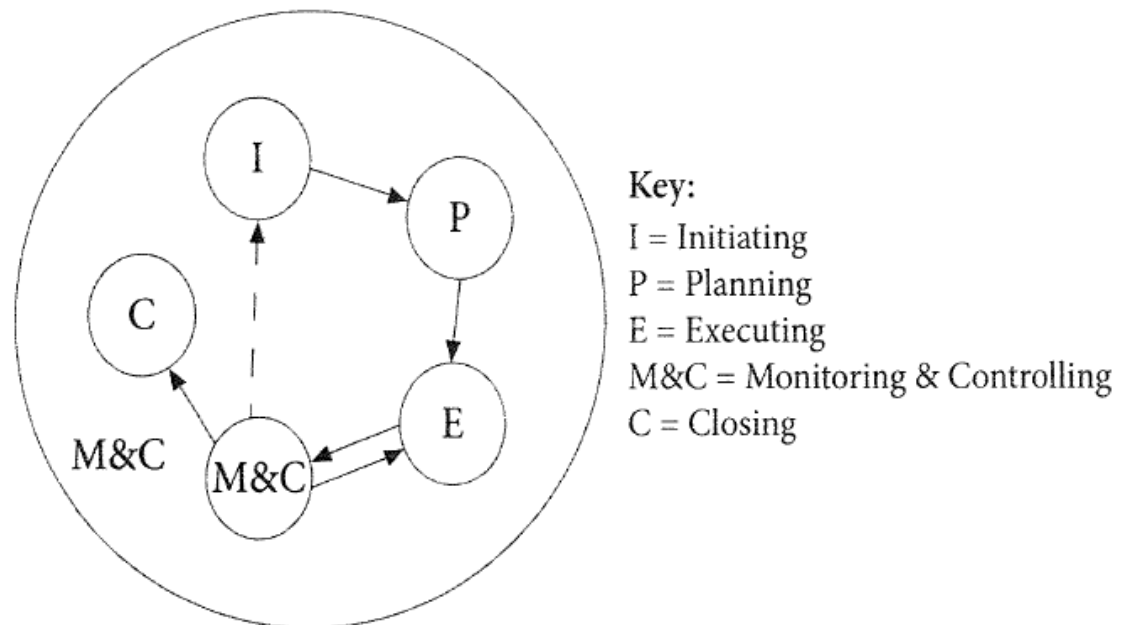 I
P
C
E
M&C
M&C
Key:
I = Initiating
P = Planning
E = Executing
M&C = Monitoring & Controlling
C = Closing